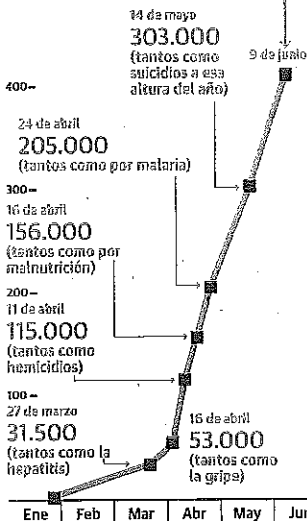 14 de mayo
303.000
(tantos como
suicidios a esa
altura del año)
9 de junio
400
24 de abril
205.000
(tantos como por malaria)
300
16 de abril
156.000
(tantos como por
malnutrición)
200
11 de abril
115.000
(tantos como
homicidios)
100
27 de marzo
31.500
(tantos como la
hepatitis)
16 de abril
53.000
(tantos como
la gripe)
Ene Feb Mar Abr May Jun